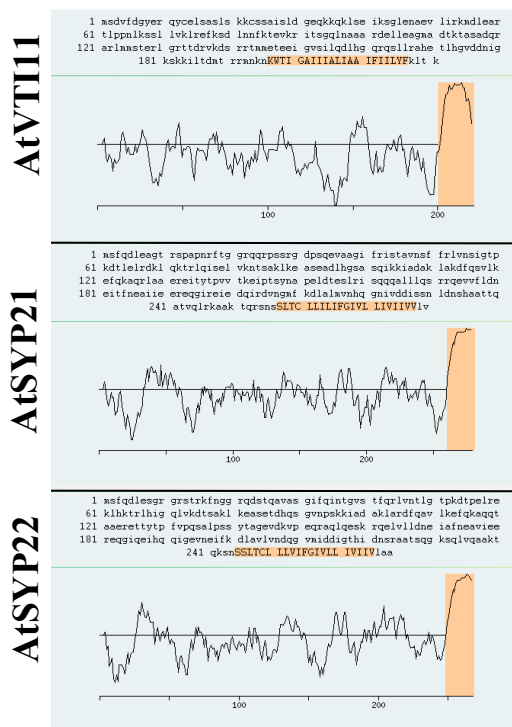 AtVTI11
1 msdvfdgyer qycelsasls kkcssaisld geqkkqklse iksglenaev lirkmdlear
61 tlppnlkssl lvklrefksd lnnfktevkr itsgqlnaaa rdelleagma dtktasadqr
121 arlmmsterl grttdrvkds rrtmmeteei gvsilqdlhg qrqsllrahe tlhgvddnig
181 kskkiltdmt rrmnknKWTI GAIIIALIAA IFIILYFklt k
100
200
AtSYP21
1 msfqdleagt rspapnrftg grqqrpssrg dpsqevaagi fristavnsf frlvnsigtp
61 kdtlelrdkl qktrlqisel vkntsaklke aseadlhgsa sqikkiadak lakdfqsvlk
121 efqkaqrlaa ereitytpvv tkeiptsyna peldteslri sqqqalllqs rrqevvfldn
181 eitfneaiie ereqgireie dqirdvngmf kdlalmvnhq gnivddissn ldnshaattq
241 atvqlrkaak tqrsnsSLTC LLILIFGIVL LIVIIVVlv
100
200
AtSYP22
1 msfqdlesgr grstrkfngg rqdstqavas gifqintgvs tfqrlvntlg tpkdtpelre
61 klhktrlhig qlvkdtsakl keasetdhqs gvnpskkiad aklardfqav lkefqkaqqt
121 aaerettytp fvpqsalpss ytagevdkvp eqraqlqesk rqelvlldne iafneaviee
181 reqgiqeihq qigevneifk dlavlvndqg vmiddigthi dnsraatsqg ksqlvqaakt
241 qksnSSLTCL LLVIFGIVLL IVIIVlaa
100
200